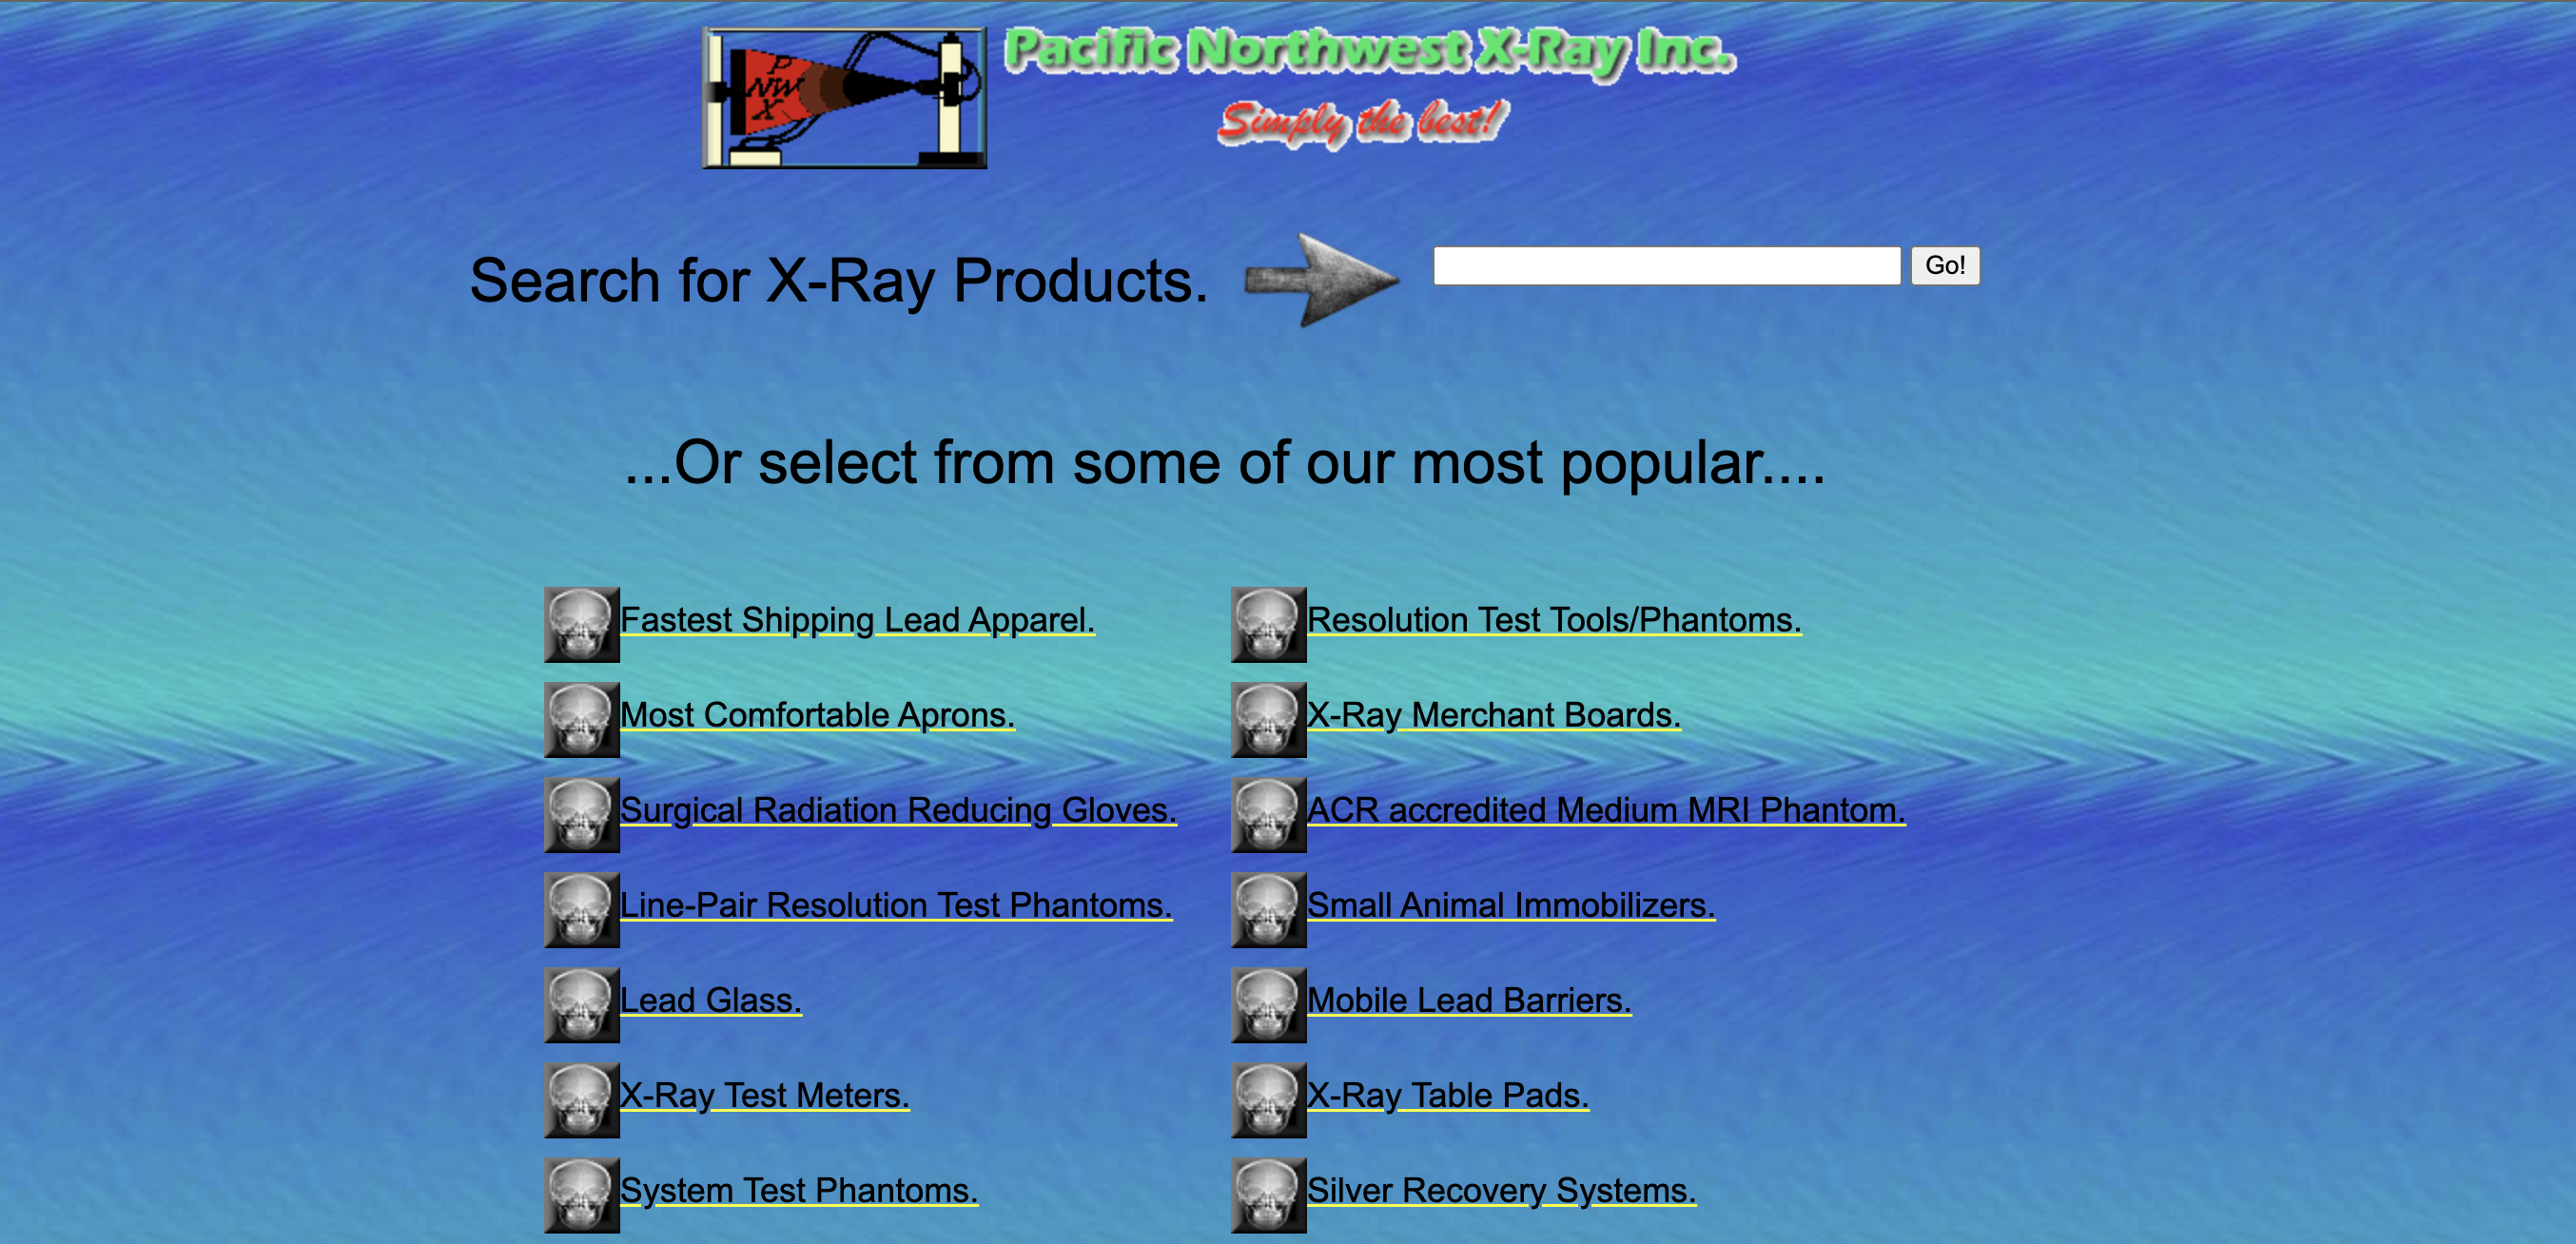 P
NW
X
Pacific Northwest X-Ray Inc.
Simply the best!
Search for X-Ray Products.
Go!
...Or select from some of our most popular....
Fastest Shipping Lead Apparel.
Resolution Test Tools/Phantoms.
Most Comfortable Aprons.
X-Ray Merchant Boards.
Surgical Radiation Reducing Gloves.
ACR accredited Medium MRI Phantom.
Line-Pair Resolution Test Phantoms.
Small Animal Immobilizers.
Lead Glass.
Mobile Lead Barriers.
X-Ray Test Meters.
X-Ray Table Pads.
System Test Phantoms.
Silver Recovery Systems.